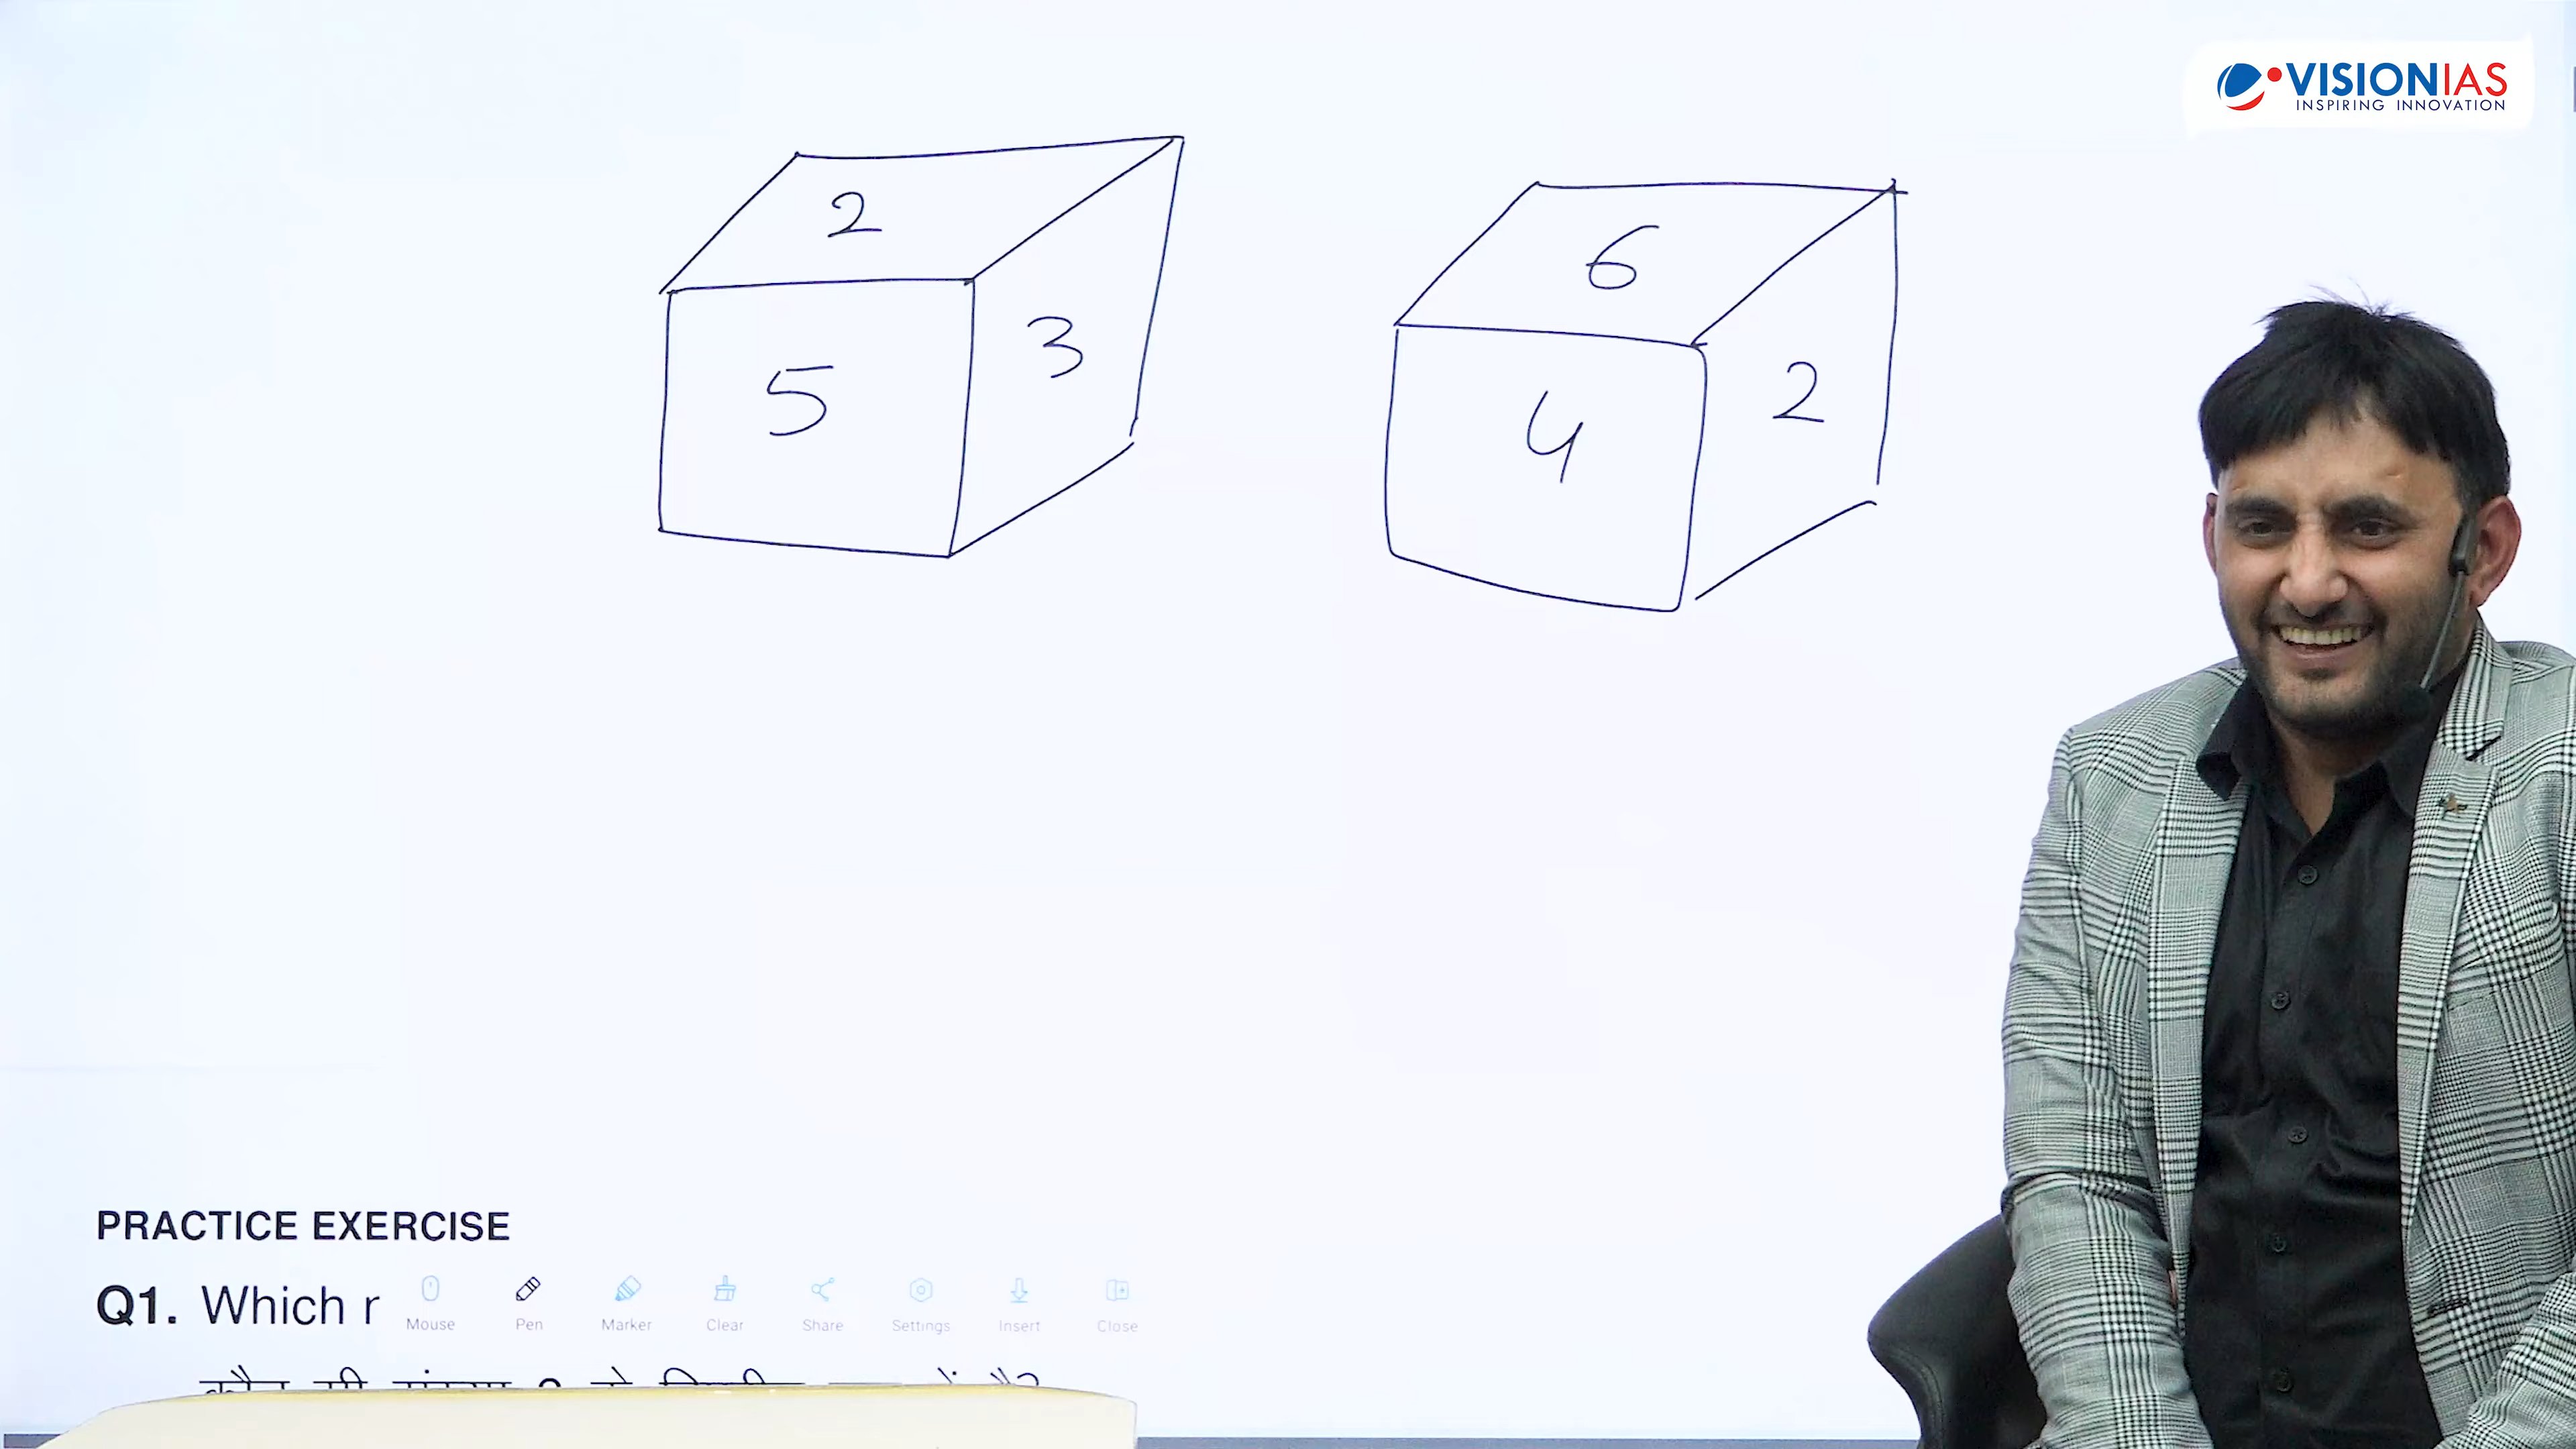 VISIONIAS
INSPIRING INNOVATION
2
5
3
6
4
2
PRACTICE EXERCISE
Q1. Which r
Mouse Pen Marker Clear Share Settings Insert Close